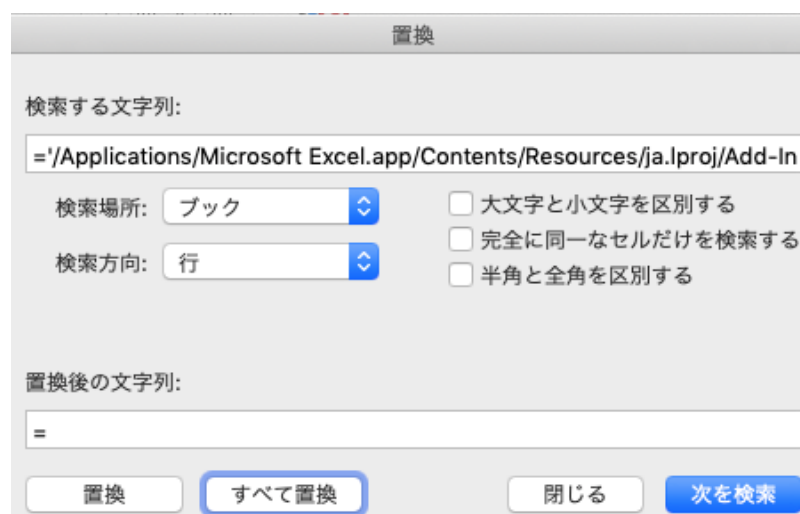 置換
検索する文字列:
='/Applications/Microsoft Excel.app/Contents/Resources/ja.lproj/Add-In
検索場所: ブック
大文字と小文字を区別する
完全に同一なセルだけを検索する
検索方向: 行
半角と全角を区別する
置換後の文字列:
=
置換 すべて置換 閉じる 次を検索